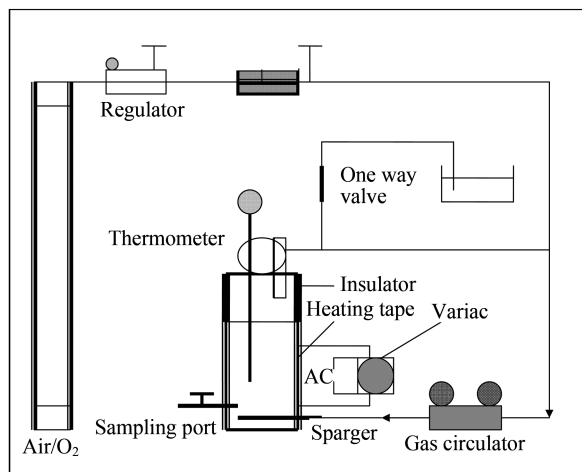 Regulator
One way
valve
Thermometer
Insulator
Heating tape
Variac
AC
Sampling port
Sparger
Gas circulator
Air/O₂